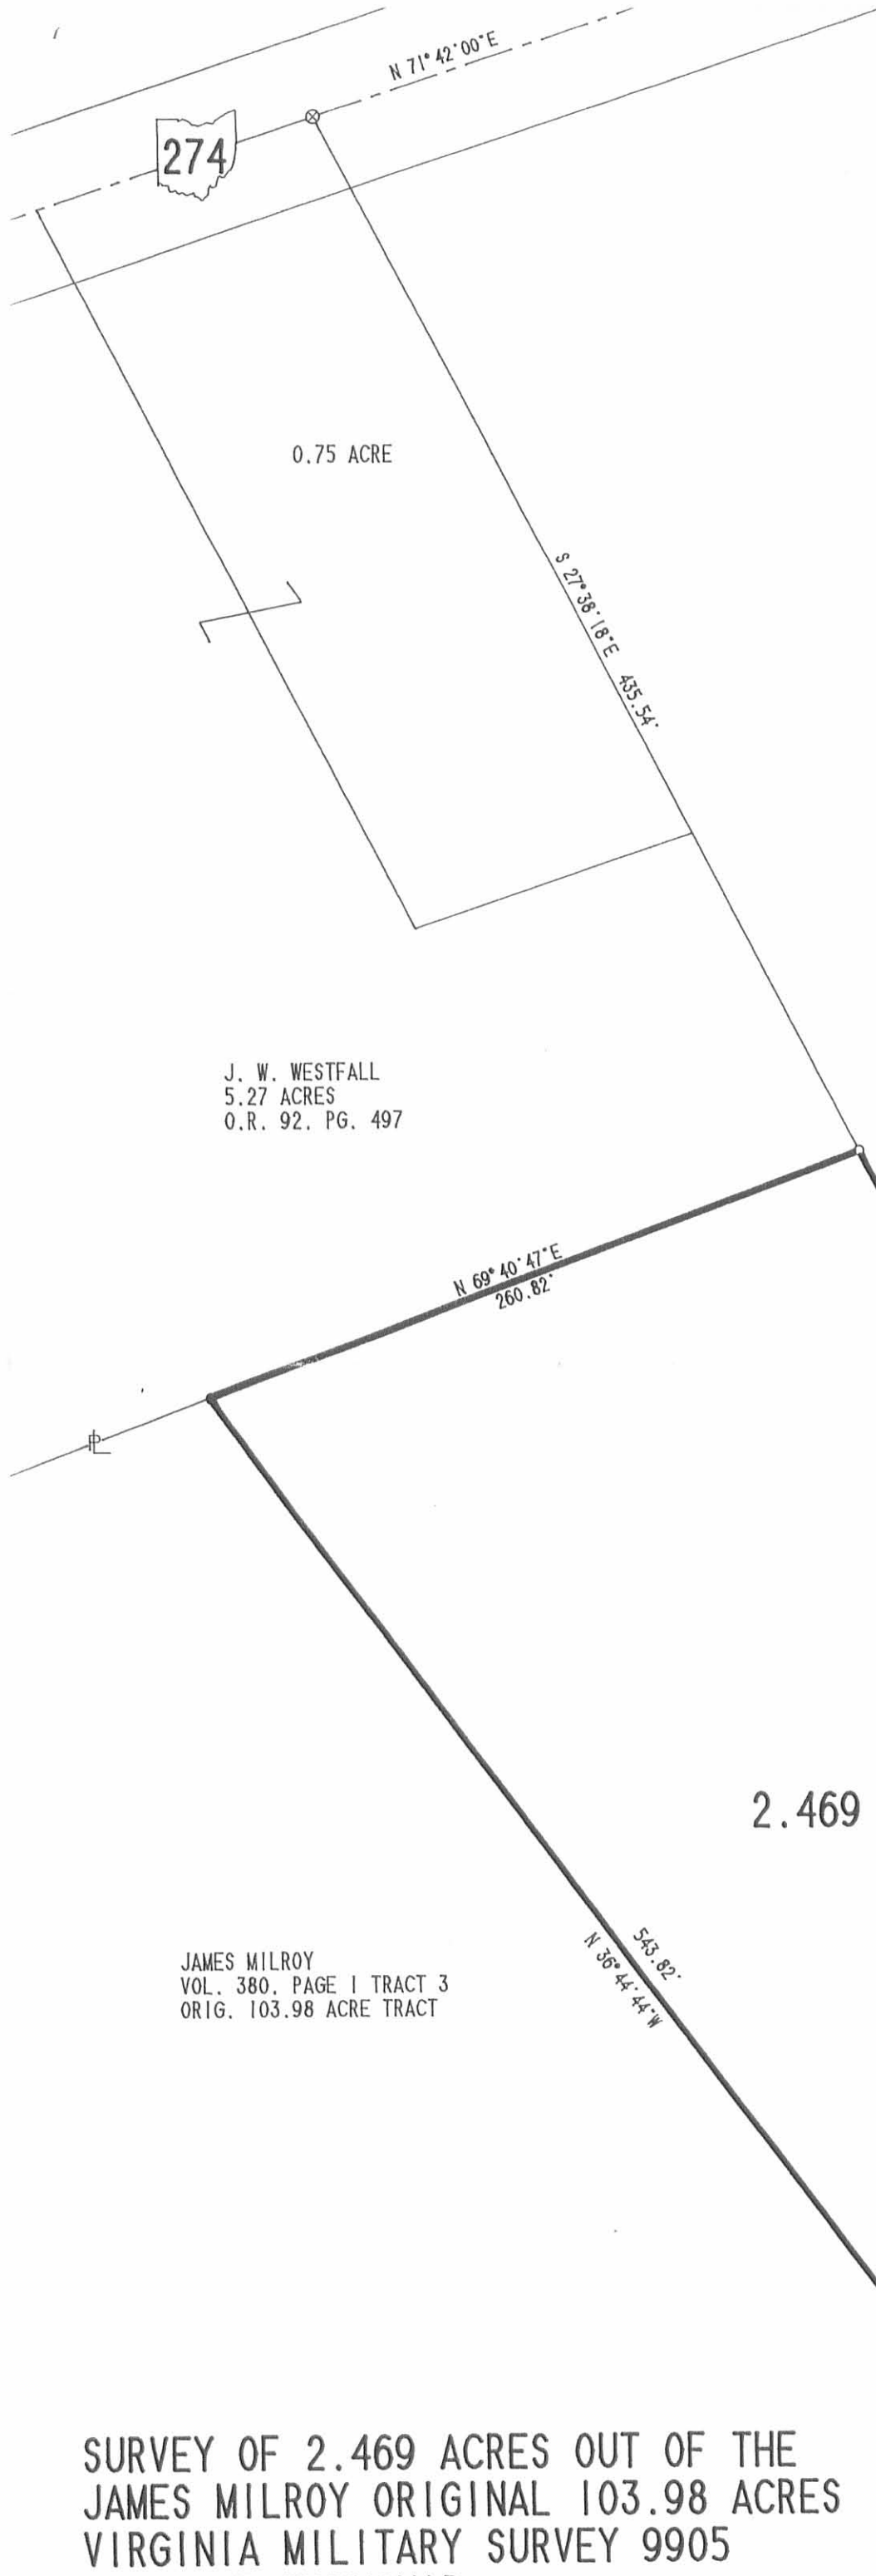 N 71°42'00"E
274
0.75 ACRE
S 27°38'18"E 435.54'
J. W. WESTFALL
5.27 ACRES
O.R. 92, PG. 497
N 69°40'47"E
260.82'
PL
2.469
543.82'
N 36°44'44"W
JAMES MILROY
VOL. 380, PAGE 1 TRACT 3
ORIG. 103.98 ACRE TRACT
SURVEY OF 2.469 ACRES OUT OF THE
JAMES MILROY ORIGINAL 103.98 ACRES
VIRGINIA MILITARY SURVEY 9905